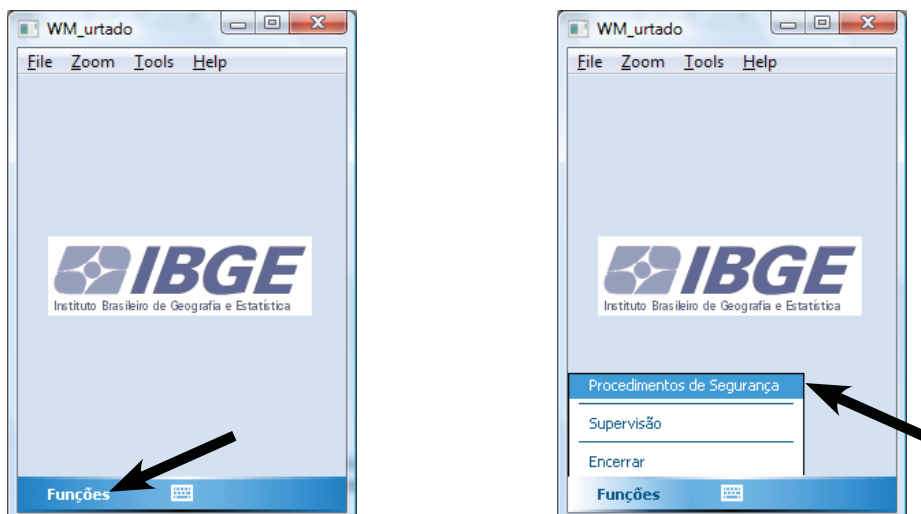 WM_urtado
File Zoom Tools Help
IBGE
Instituto Brasileiro de Geografia e Estatística
Funções
WM_urtado
File Zoom Tools Help
IBGE
Instituto Brasileiro de Geografia e Estatística
Procedimentos de Segurança
Supervisão
Encerrar
Funções